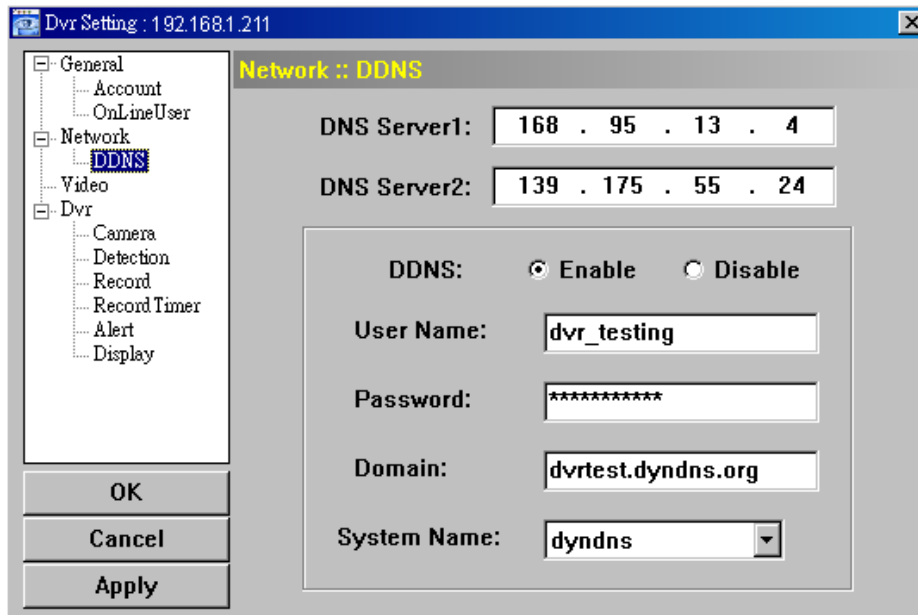 Dvr Setting : 192.168.1.211
General
Account
OnLineUser
Network
DDNS
Video
Dvr
Camera
Detection
Record
Record Timer
Alert
Display
OK
Cancel
Apply
Network :: DDNS
DNS Server1: 168 . 95 . 13 . 4
DNS Server2: 139 . 175 . 55 . 24
DDNS: Enable Disable
User Name: dvr_testing
Password: ***********
Domain: dvrtest.dyndns.org
System Name: dyndns